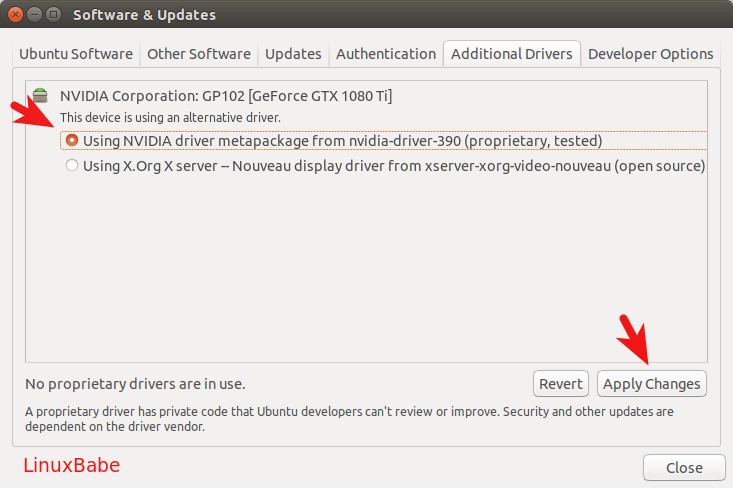 Software & Updates
Ubuntu Software Other Software Updates Authentication Additional Drivers Developer Options
NVIDIA Corporation: GP102 [GeForce GTX 1080 Ti]
This device is using an alternative driver.
Using NVIDIA driver metapackage from nvidia-driver-390 (proprietary, tested)
Using X.Org X server -- Nouveau display driver from xserver-xorg-video-nouveau (open source)
No proprietary drivers are in use.
Revert Apply Changes
A proprietary driver has private code that Ubuntu developers can't review or improve. Security and other updates are
dependent on the driver vendor.
LinuxBabe
Close